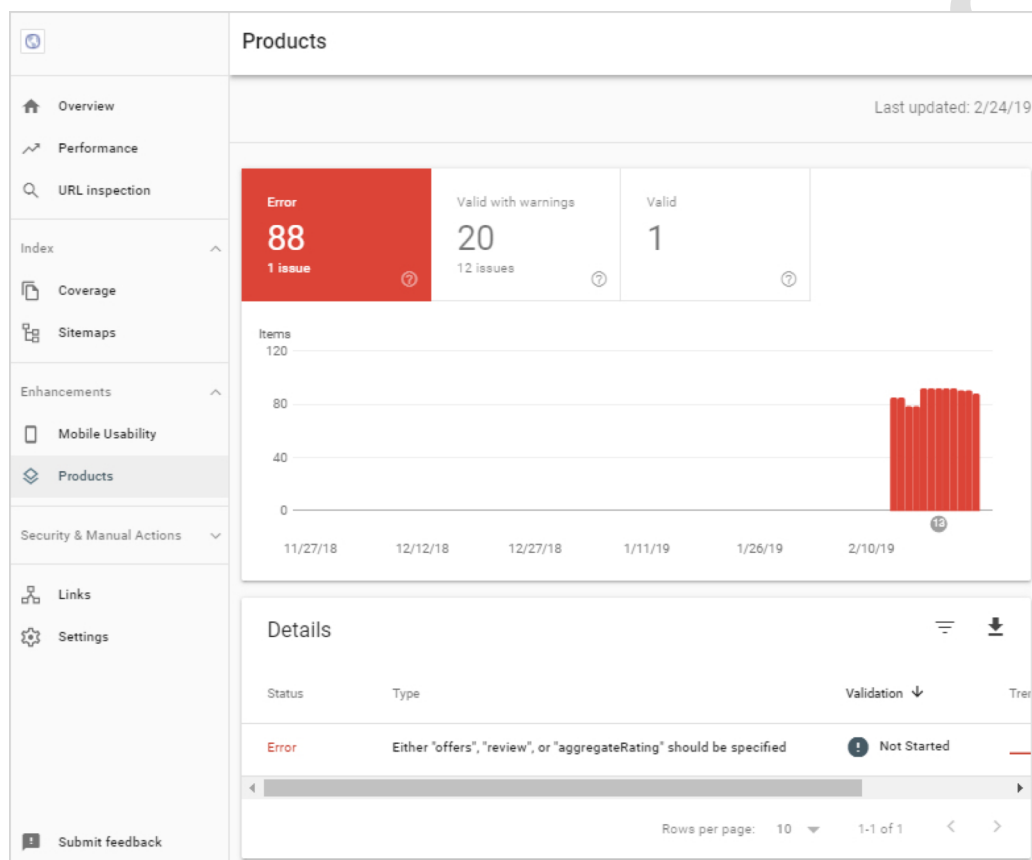 Products
Overview
Performance
URL inspection
Index
Coverage
Sitemaps
Enhancements
Mobile Usability
Products
Security & Manual Actions
Links
Settings
Submit feedback
Last updated: 2/24/19
Error
88
1 issue
Valid with warnings
20
12 issues
Valid
1
Items
120
80
40
0
13
11/27/18 12/12/18 12/27/18 1/11/19 1/26/19 2/10/19
Details
Status Type Validation Trer
Error Either "offers", "review", or "aggregateRating" should be specified Not Started
Rows per page: 10 1-1 of 1